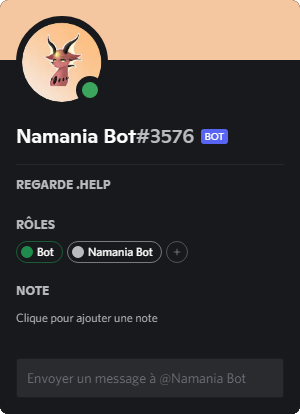 Namania Bot#3576 BOT
REGARDE .HELP
RÔLES
Bot Namania Bot +
NOTE
Clique pour ajouter une note
Envoyer un message à @Namania Bot